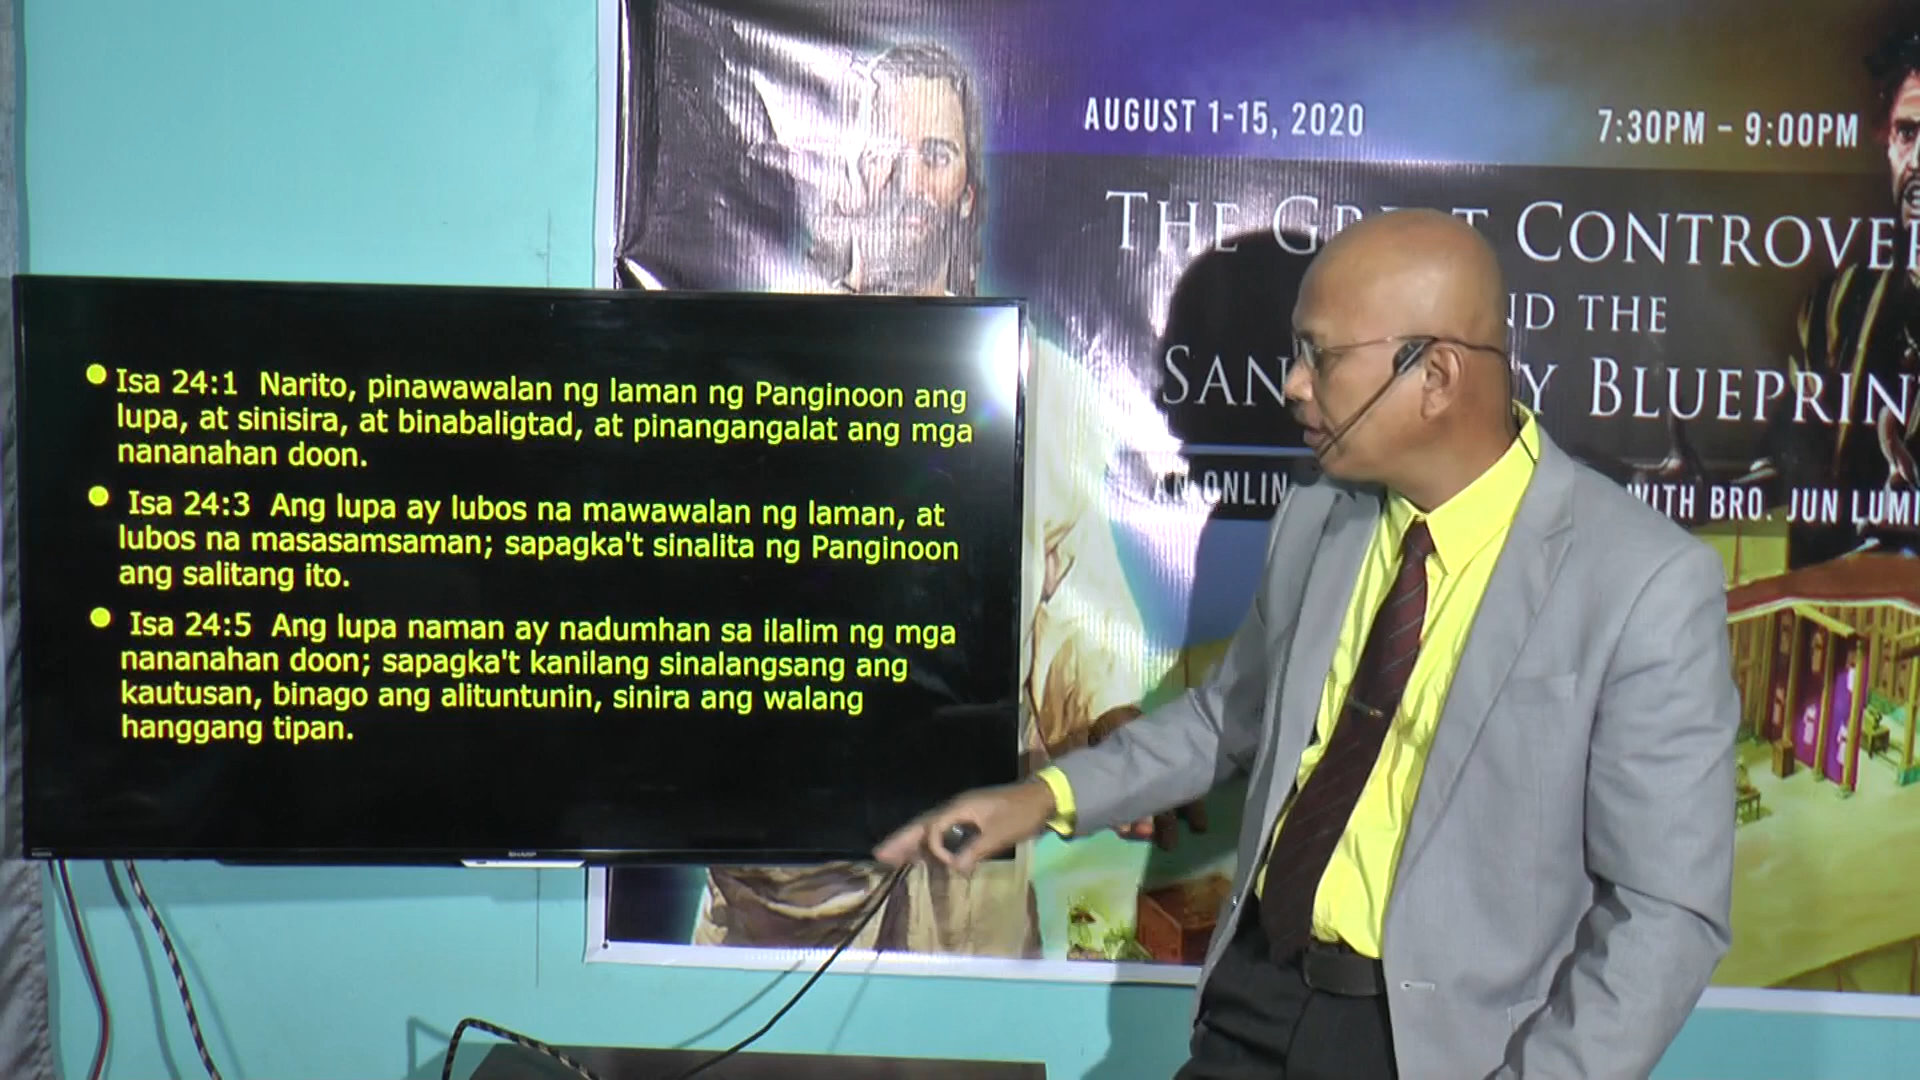 AUGUST 1-15, 2020
7:30PM – 9:00PM
THE CONTROVER
THE
BLUEPRIN
WITH BRO. JUN LUM
Isa 24:1 Narito, pinawawalan ng laman ng Panginoon ang
lupa, at sinisira, at binabaligtad, at pinangangalat ang mga
nananahan doon.
Isa 24:3 Ang lupa ay lubos na mawawalan ng laman, at
lubos na masasamsaman; sapagka't sinalita ng Panginoon
ang salitang ito.
Isa 24:5 Ang lupa naman ay nadumhan sa ilalim ng mga
nananahan doon; sapagka't kanilang sinalangsang ang
kautusan, binago ang alituntunin, sinira ang walang
hanggang tipan.
SHARP